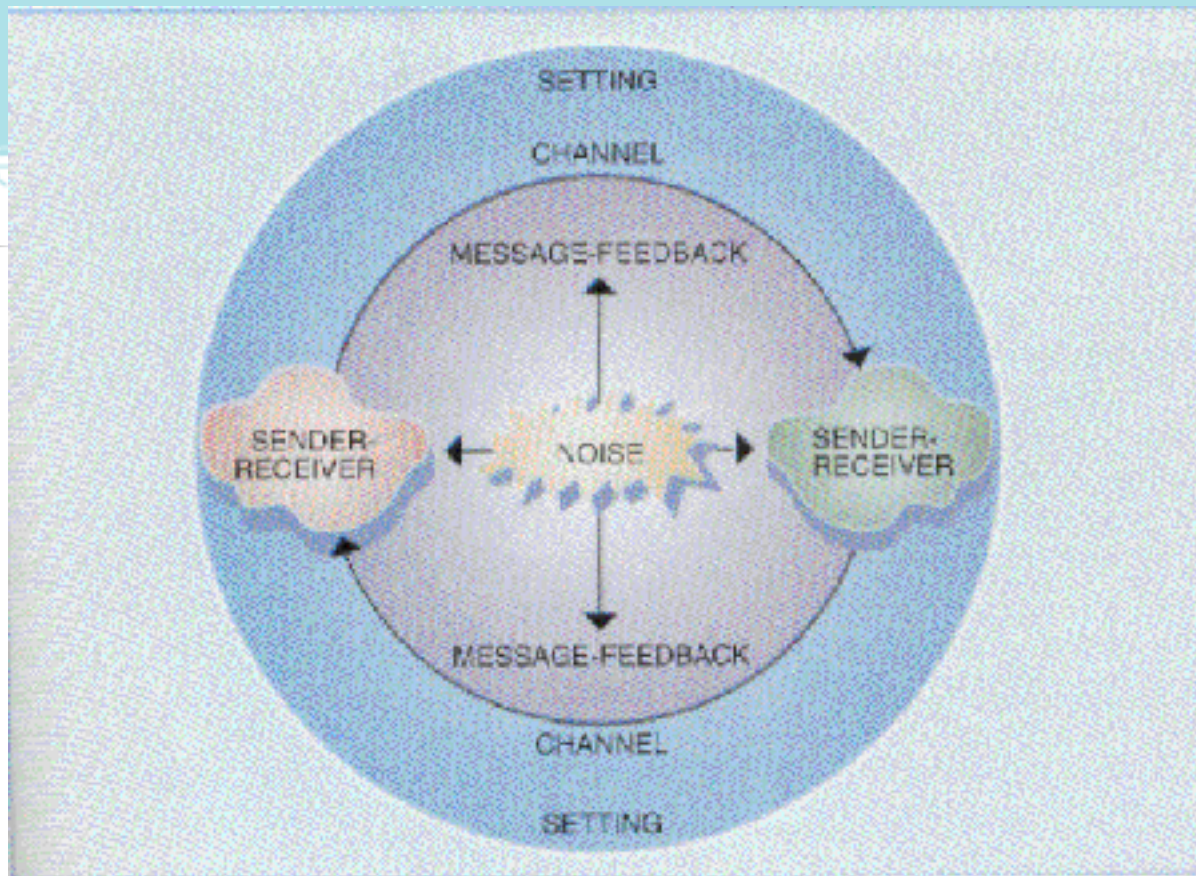 SETTING
CHANNEL
MESSAGE-FEEDBACK
SENDER-
RECEIVER
NOISE
SENDER-
RECEIVER
MESSAGE-FEEDBACK
CHANNEL
SETTING